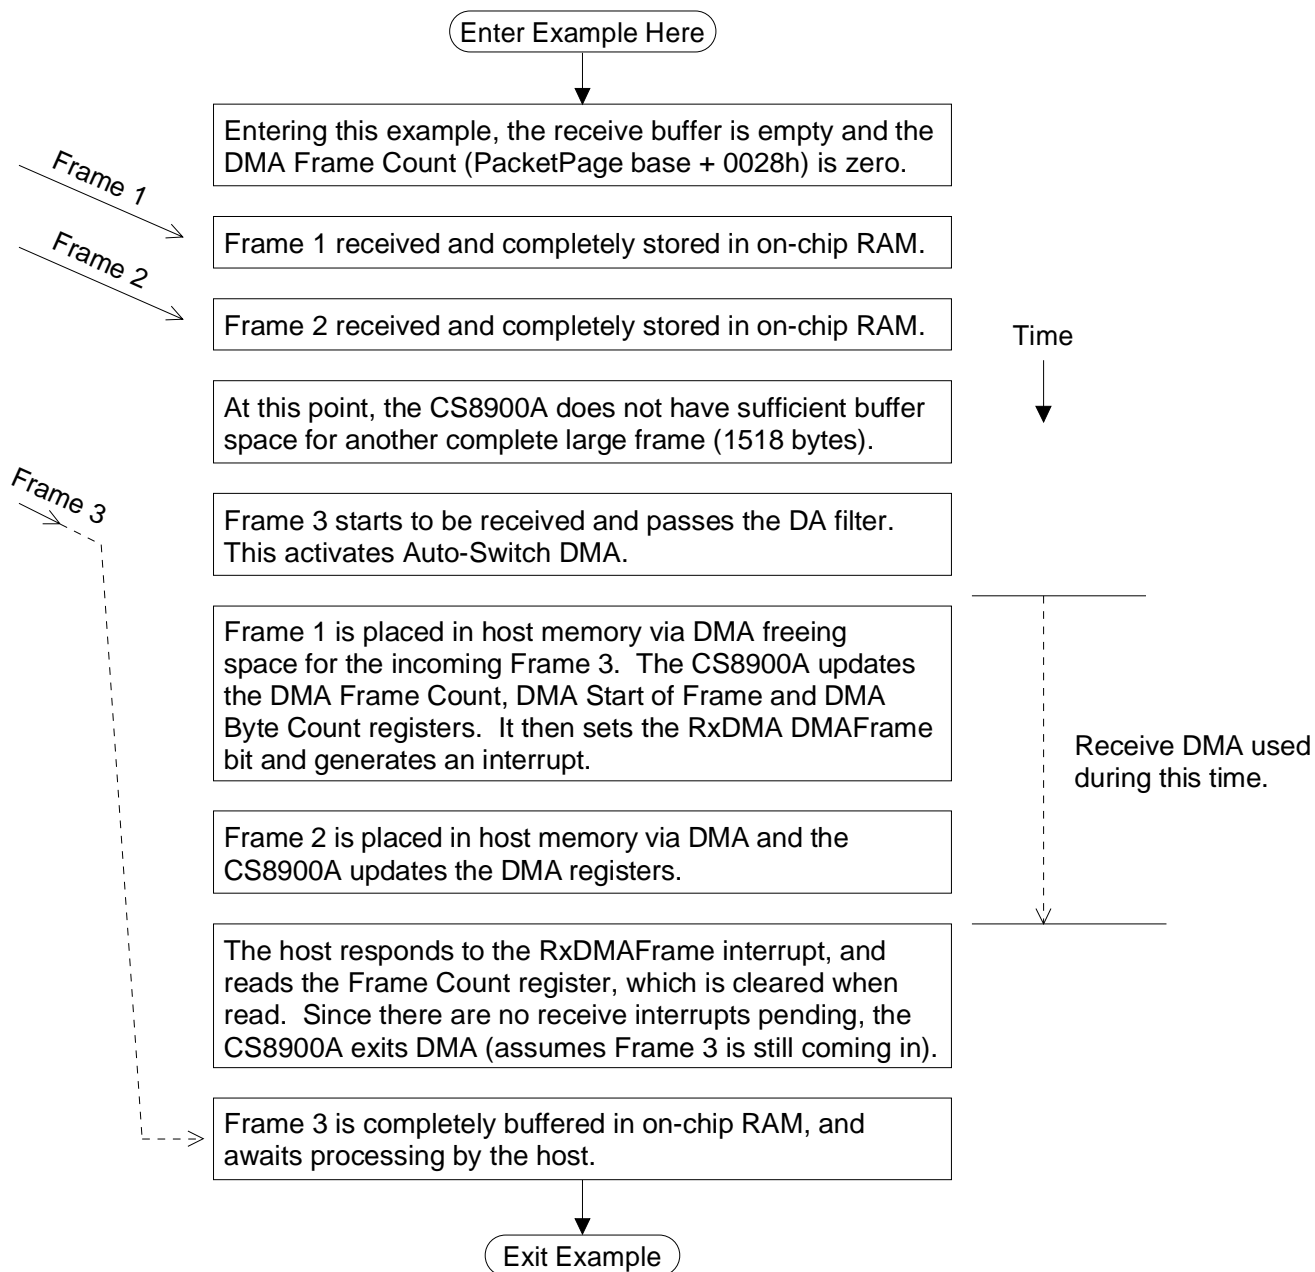 Enter Example Here
Entering this example, the receive buffer is empty and the
DMA Frame Count (PacketPage base + 0028h) is zero.
Frame 1
Frame 1 received and completely stored in on-chip RAM.
Frame 2
Frame 2 received and completely stored in on-chip RAM.
Time
At this point, the CS8900A does not have sufficient buffer
space for another complete large frame (1518 bytes).
Frame 3
Frame 3 starts to be received and passes the DA filter.
This activates Auto-Switch DMA.
Frame 1 is placed in host memory via DMA freeing
space for the incoming Frame 3.  The CS8900A updates
the DMA Frame Count, DMA Start of Frame and DMA
Byte Count registers.  It then sets the RxDMA DMAFrame
bit and generates an interrupt.
Receive DMA used
during this time.
Frame 2 is placed in host memory via DMA and the
CS8900A updates the DMA registers.
The host responds to the RxDMAFrame interrupt, and
reads the Frame Count register, which is cleared when
read.  Since there are no receive interrupts pending, the
CS8900A exits DMA (assumes Frame 3 is still coming in).
Frame 3 is completely buffered in on-chip RAM, and
awaits processing by the host.
Exit Example